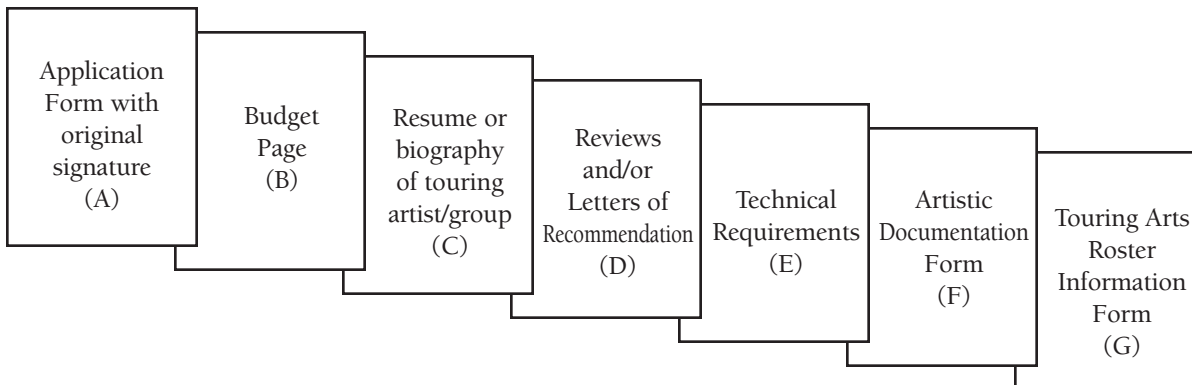 Application
Form with
original
signature
(A)
Budget
Page
(B)
Resume or
biography
of touring
artist/group
(C)
Reviews
and/or
Letters of
Recommendation
(D)
Technical
Requirements
(E)
Artistic
Documentation
Form
(F)
Touring Arts
Roster
Information
Form
(G)